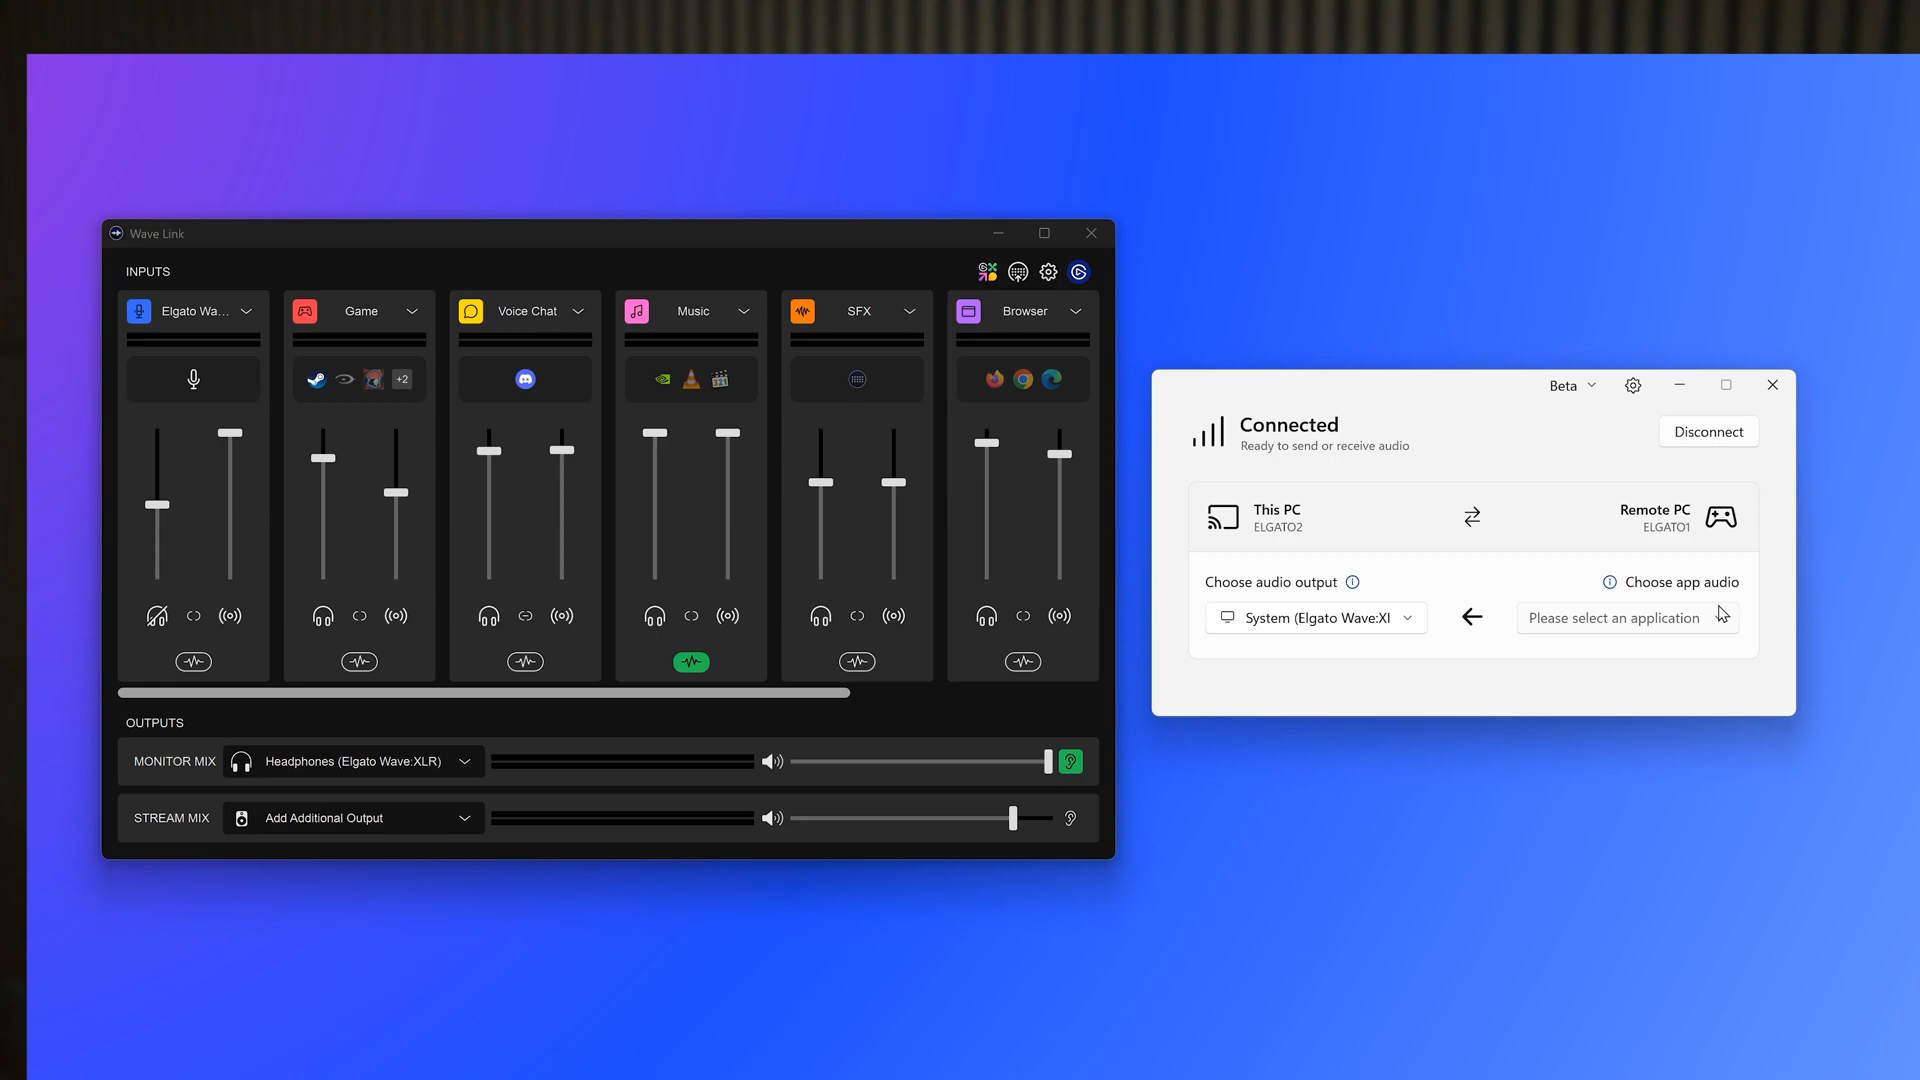 Wave Link
INPUTS
Elgato Wa...
Game
Voice Chat
Music
SFX
Browser
+2
321
OUTPUTS
MONITOR MIX
Headphones (Elgato Wave:XLR)
STREAM MIX
Add Additional Output
Beta
Connected
Ready to send or receive audio
Disconnect
This PC
ELGATO2
Remote PC
ELGATO1
Choose audio output
Choose app audio
System (Elgato Wave:Xl
Please select an application